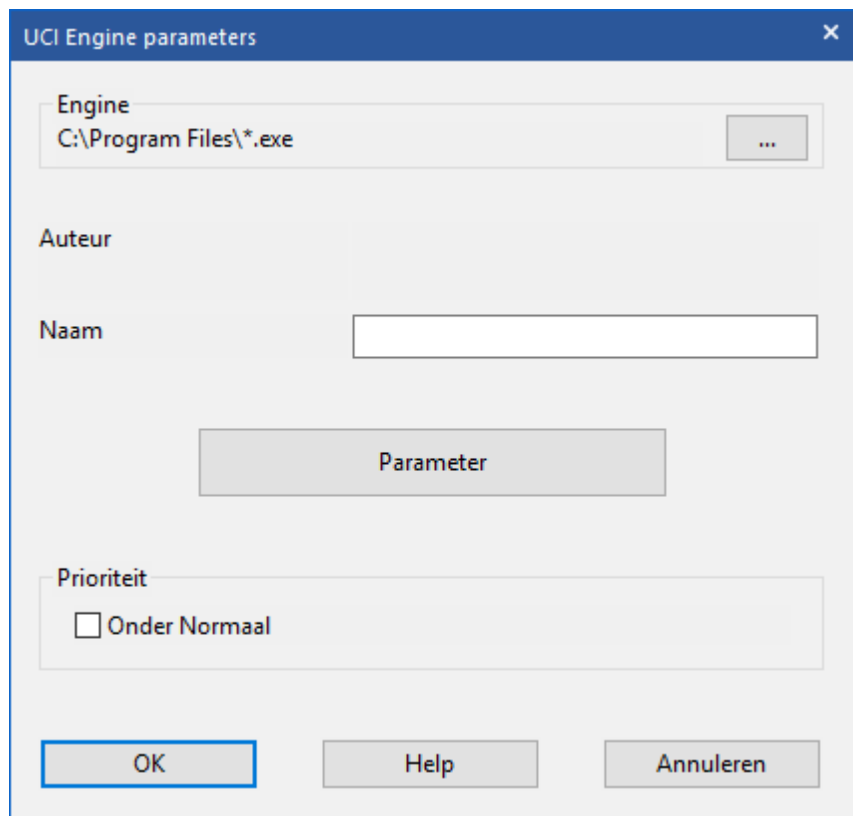 UCI Engine parameters
Engine
C:\Program Files\*.exe
...
Auteur
Naam
Parameter
Prioriteit
Onder Normaal
OK Help Annuleren